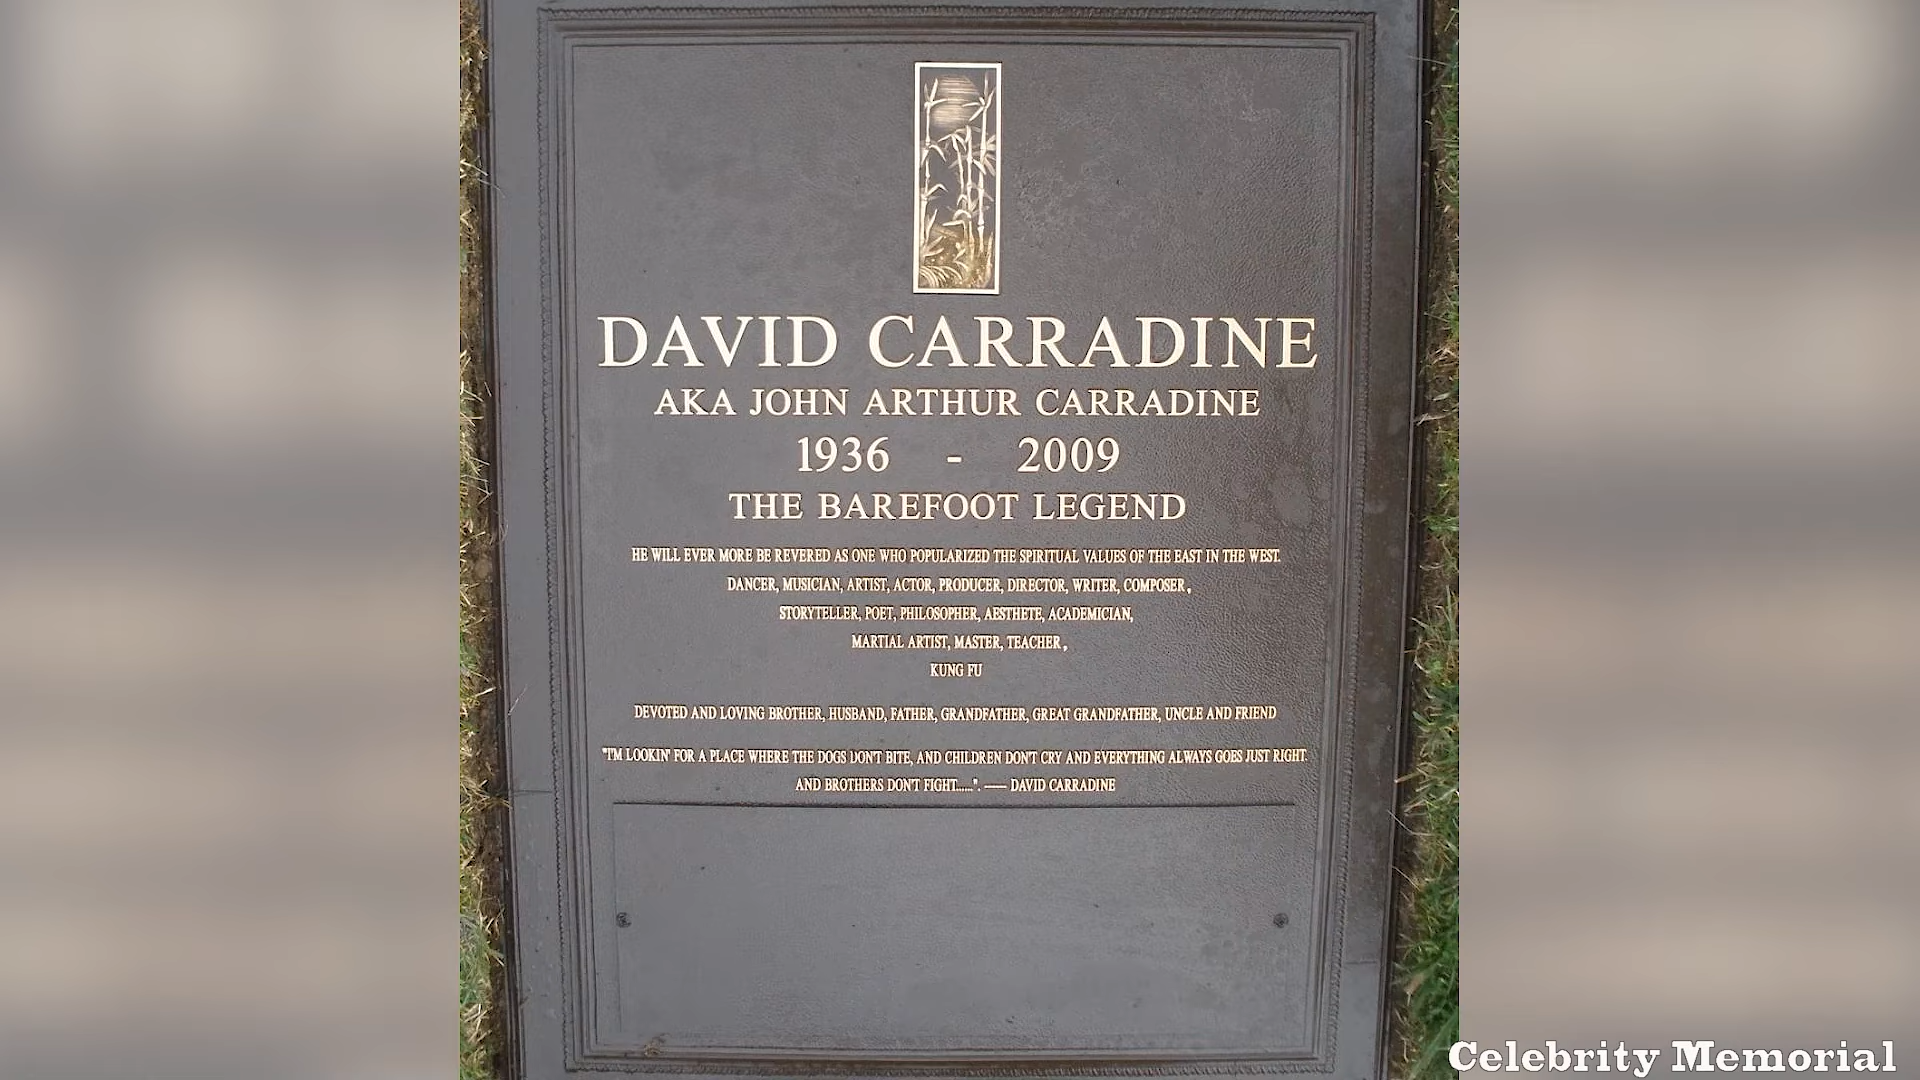 DAVID CARRADINE
AKA JOHN ARTHUR CARRADINE
1936 - 2009
THE BAREFOOT LEGEND
HE WILL EVER MORE BE REVERED AS ONE WHO POPULARIZED THE SPIRITUAL VALUES OF THE EAST IN THE WEST.
DANCER, MUSICIAN, ARTIST, ACTOR, PRODUCER, DIRECTOR, WRITER, COMPOSER,
STORYTELLER, POET, PHILOSOPHER, AESTHETE, ACADEMICIAN,
MARTIAL ARTIST, MASTER, TEACHER,
KUNG FU
DEVOTED AND LOVING BROTHER, HUSBAND, FATHER, GRANDFATHER, GREAT GRANDFATHER, UNCLE AND FRIEND
"I'M LOOKIN' FOR A PLACE WHERE THE DOGS DON'T BITE, AND CHILDREN DON'T CRY AND EVERYTHING ALWAYS GOES JUST RIGHT.
AND BROTHERS DON'T FIGHT......". —— DAVID CARRADINE
Celebrity Memorial